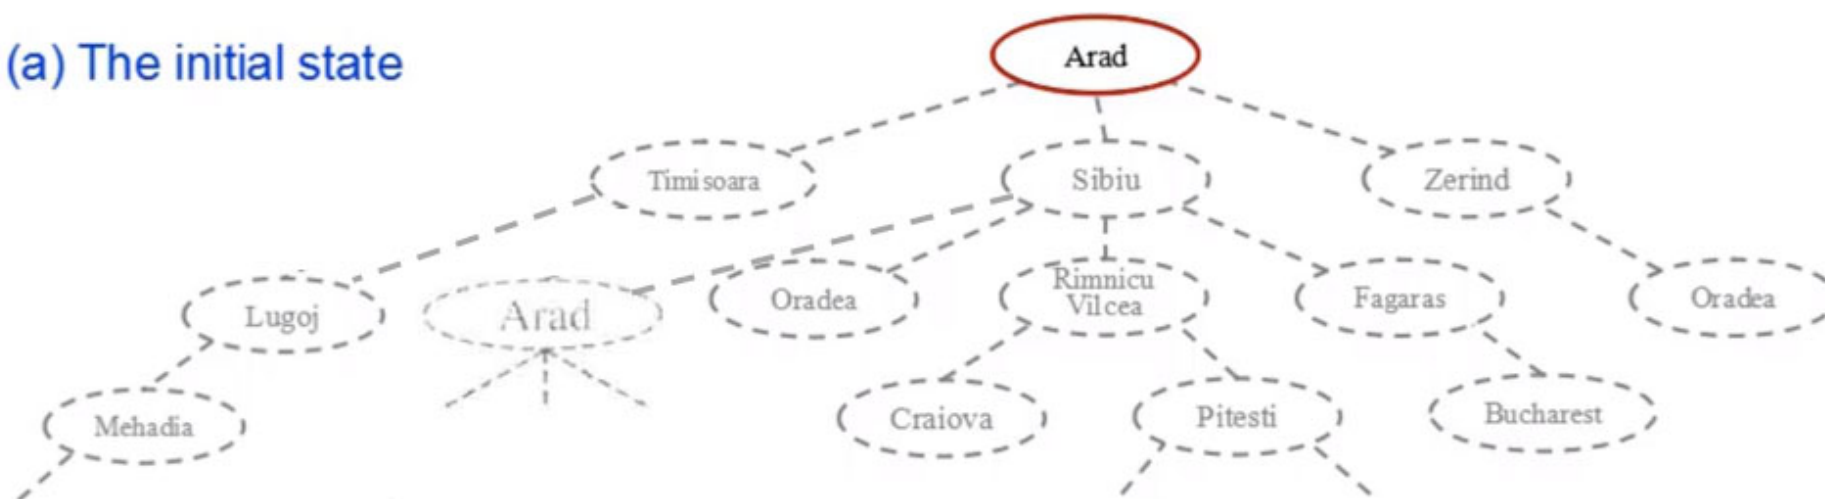 (a) The initial state
Arad
Timisoara
Sibiu
Zerind
Lugoj
Arad
Oradea
Rimnicu
Vilcea
Fagaras
Oradea
Mehadia
Craiova
Pitesti
Bucharest